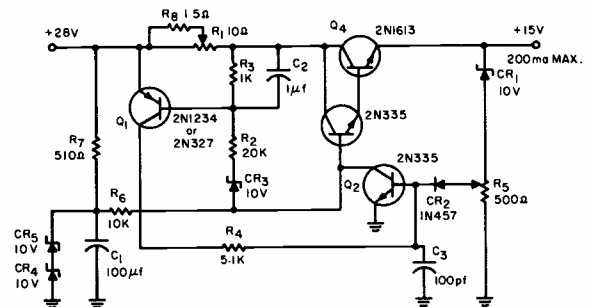 R8 1.5Ω
R1 10Ω
Q4
2N1613
+28V
+15V
200ma MAX.
R3
1K
C2
1μf
CR1
10V
Q1
2N1234
or
2N327
2N335
R7
510Ω
R2
20K
2N335
CR3
10V
Q2
R5
500Ω
CR2
1N457
R6
10K
CR5
10V
CR4
10V
C1
100μf
R4
5.1K
C3
100pf